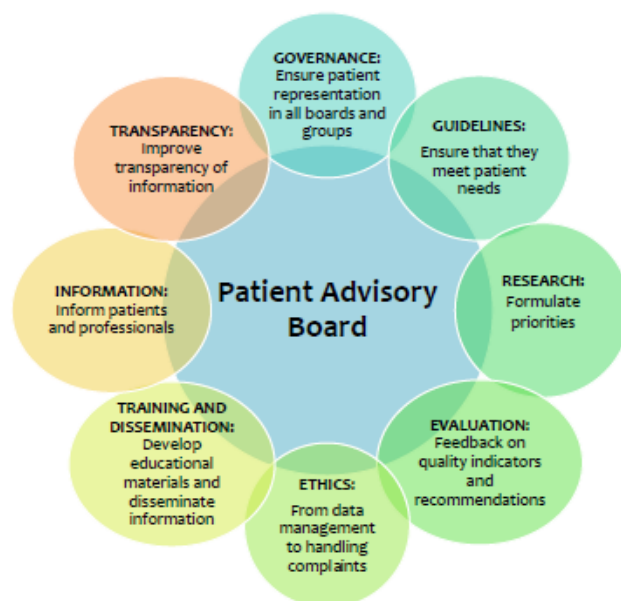 GOVERNANCE:
Ensure patient
representation
in all boards and
groups
GUIDELINES:
Ensure that they
meet patient
needs
RESEARCH:
Formulate
priorities
EVALUATION:
Feedback on
quality indicators
and
recommendations
ETHICS:
From data
management
to handling
complaints
TRAINING AND
DISSEMINATION:
Develop
educational
materials and
disseminate
information
INFORMATION:
Inform patients
and professionals
TRANSPARENCY:
Improve
transparency of
information
Patient Advisory
Board